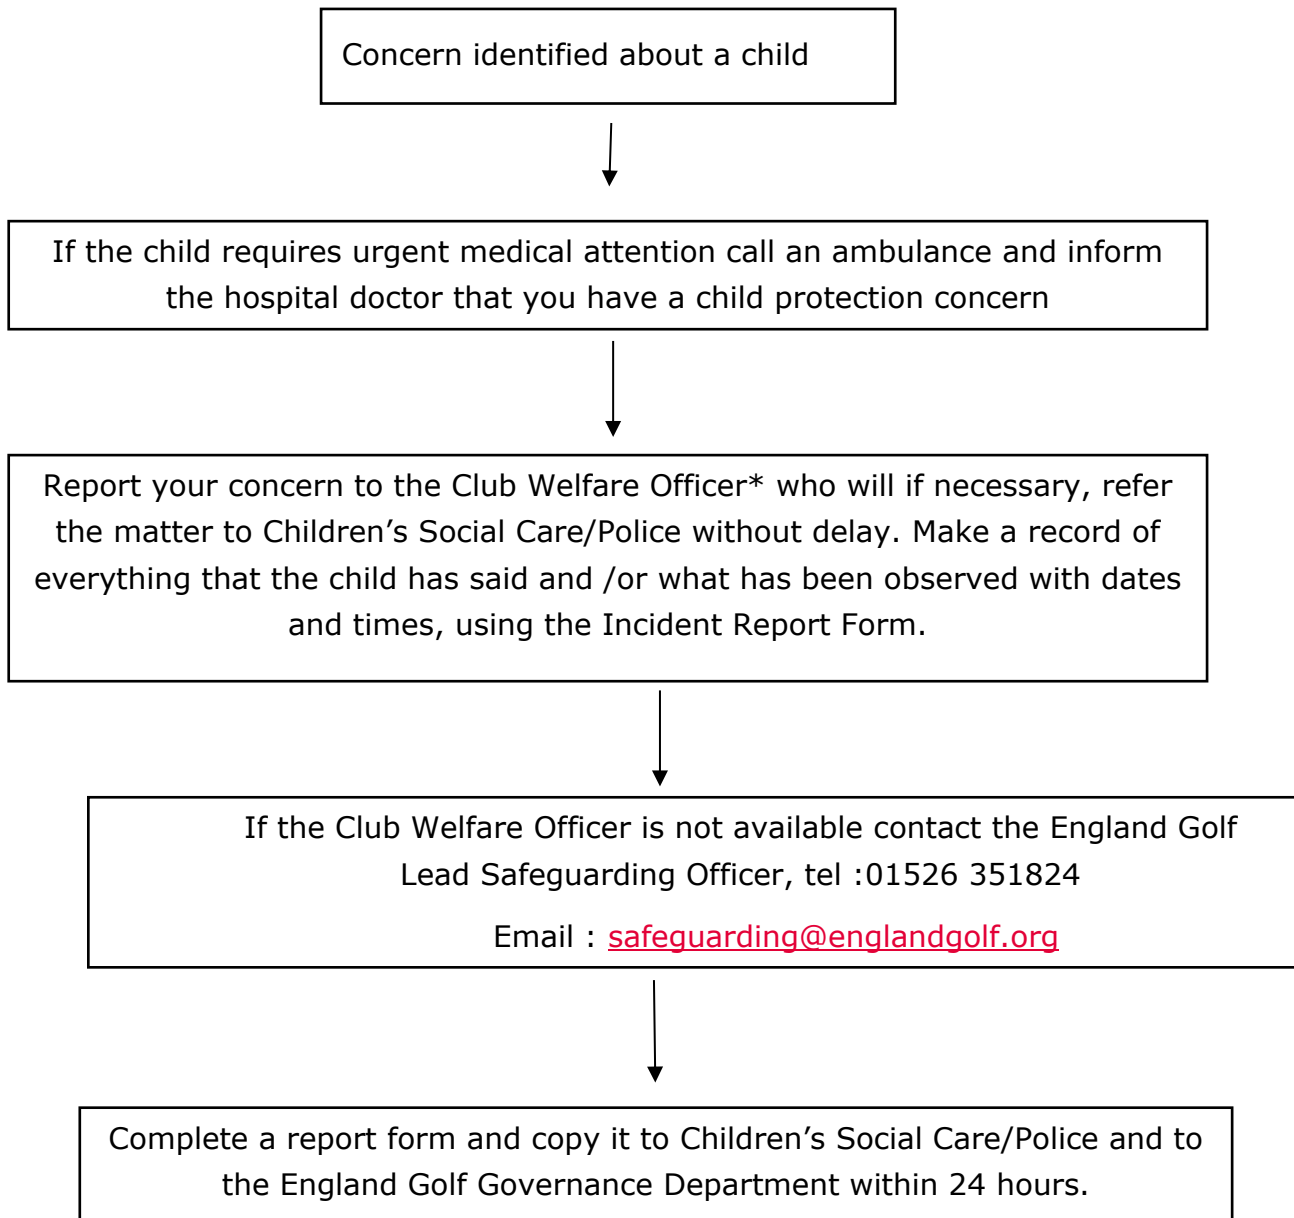 Concern identified about a child
If the child requires urgent medical attention call an ambulance and inform
the hospital doctor that you have a child protection concern
Report your concern to the Club Welfare Officer* who will if necessary, refer
the matter to Children’s Social Care/Police without delay. Make a record of
everything that the child has said and /or what has been observed with dates
and times, using the Incident Report Form.
If the Club Welfare Officer is not available contact the England Golf
Lead Safeguarding Officer, tel :01526 351824
Email : safeguarding@englandgolf.org
Complete a report form and copy it to Children’s Social Care/Police and to
the England Golf Governance Department within 24 hours.